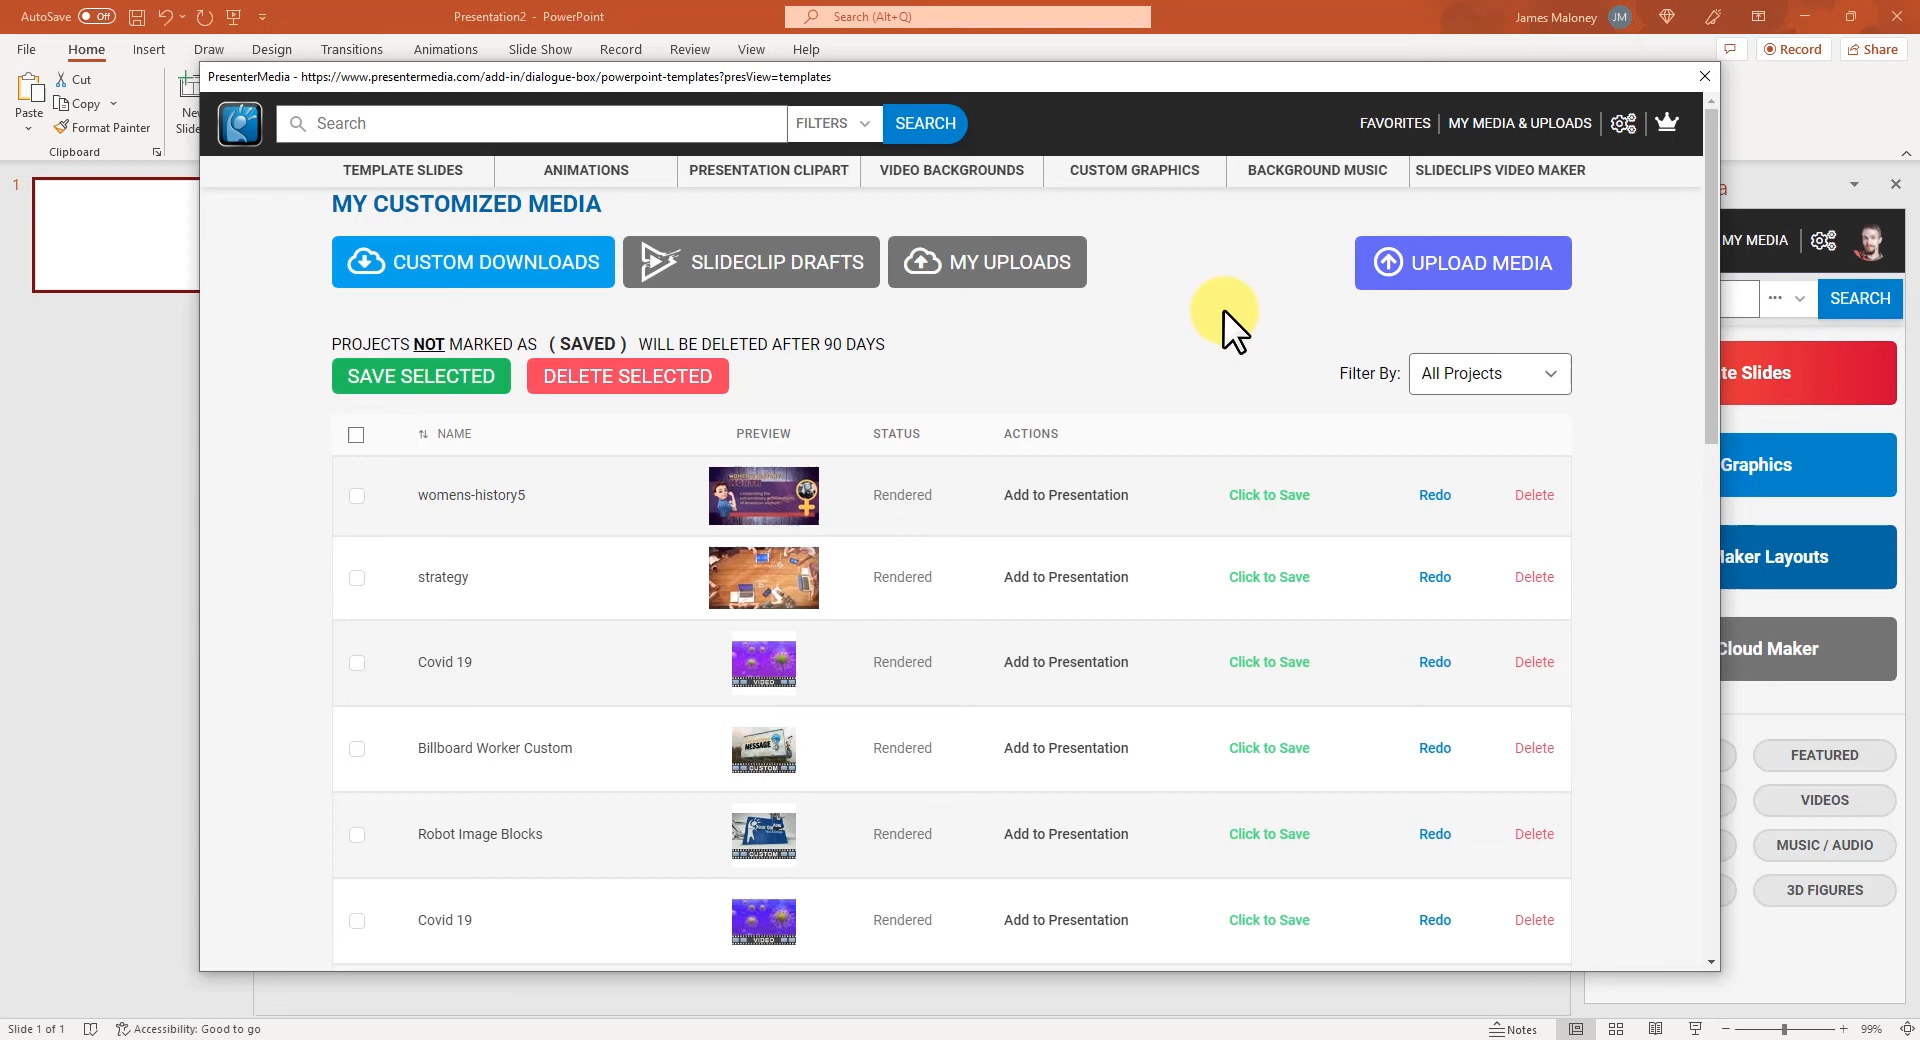 AutoSave Off
Presentation2 - PowerPoint
Search (Alt+Q)
James Maloney JM
File Home Insert Draw Design Transitions Animations Slide Show Record Review View Help
Record Share
Paste
Cut
Copy
Format Painter
Clipboard
New
Slide
PresenterMedia - https://www.presentermedia.com/add-in/dialogue-box/powerpoint-templates?presView=templates
Search FILTERS SEARCH
FAVORITES MY MEDIA & UPLOADS
TEMPLATE SLIDES ANIMATIONS PRESENTATION CLIPART VIDEO BACKGROUNDS CUSTOM GRAPHICS BACKGROUND MUSIC SLIDECLIPS VIDEO MAKER
MY CUSTOMIZED MEDIA
CUSTOM DOWNLOADS SLIDECLIP DRAFTS MY UPLOADS UPLOAD MEDIA
PROJECTS NOT MARKED AS ( SAVED ) WILL BE DELETED AFTER 90 DAYS
SAVE SELECTED DELETE SELECTED
Filter By: All Projects
NAME PREVIEW STATUS ACTIONS
womens-history5 Rendered Add to Presentation Click to Save Redo Delete
strategy Rendered Add to Presentation Click to Save Redo Delete
Covid 19 VIDEO Rendered Add to Presentation Click to Save Redo Delete
Billboard Worker Custom MESSAGE CUSTOM Rendered Add to Presentation Click to Save Redo Delete
Robot Image Blocks CUSTOM Rendered Add to Presentation Click to Save Redo Delete
Covid 19 VIDEO Rendered Add to Presentation Click to Save Redo Delete
1
a
MY MEDIA
SEARCH
te Slides
Graphics
laker Layouts
Cloud Maker
FEATURED
VIDEOS
MUSIC / AUDIO
3D FIGURES
Slide 1 of 1 Accessibility: Good to go
Notes 99%